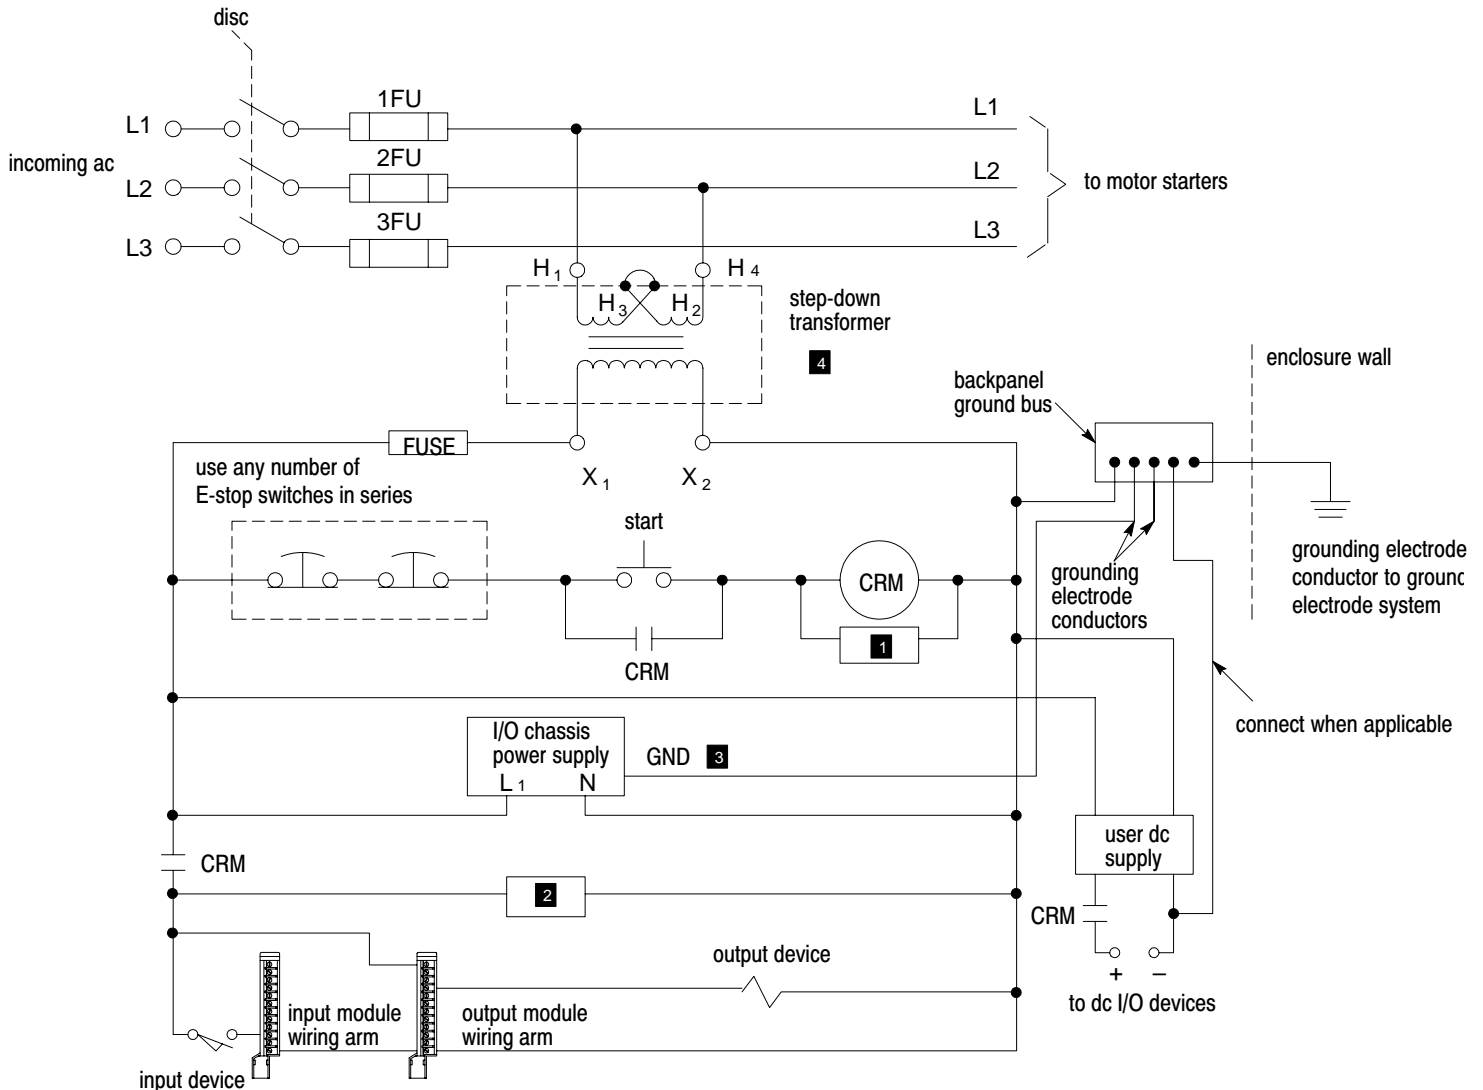 disc
1FU
L1
L1
incoming ac
2FU
L2
L2
to motor starters
3FU
L3
L3
H1
H4
H3
H2
step-down
transformer
4
enclosure wall
backpanel
ground bus
FUSE
X1
X2
use any number of
E-stop switches in series
start
CRM
1
CRM
grounding
electrode
conductors
grounding electrode
conductor to ground
electrode system
connect when applicable
I/O chassis
power supply
L1
N
GND
3
user dc
supply
CRM
2
CRM
+
–
to dc I/O devices
output device
input module
wiring arm
output module
wiring arm
input device